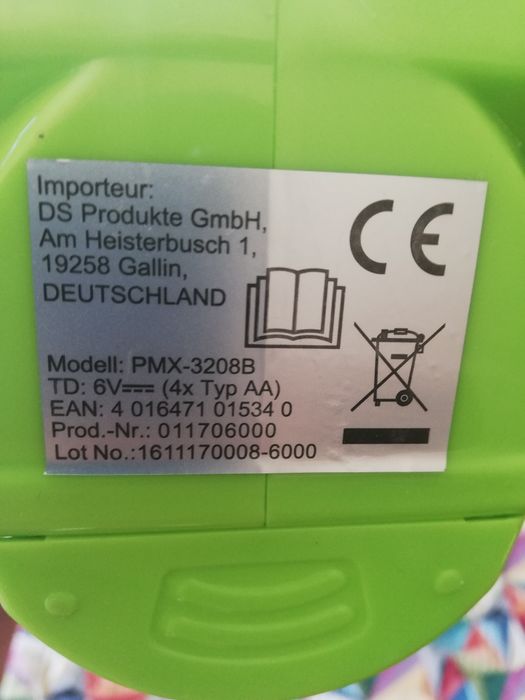 Importeur:
DS Produkte GmbH,
Am Heisterbusch 1,
19258 Gallin,
DEUTSCHLAND
CE
Modell: PMX-3208B
TD: 6V⎓ (4x Typ AA)
EAN: 4 016471 01534 0
Prod.-Nr.: 011706000
Lot No.:1611170008-6000